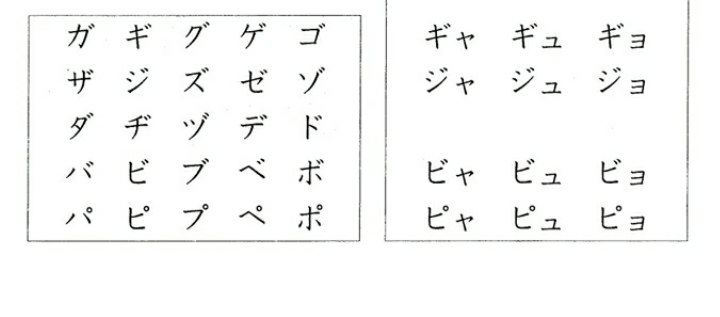 ガ ギ グ ゲ ゴ
ザ ジ ズ ゼ ゾ
ダ ヂ ヅ デ ド
バ ビ ブ ベ ボ
パ ピ プ ペ ポ
ギャ ギュ ギョ
ジャ ジュ ジョ
ビャ ビュ ビョ
ピャ ピュ ピョ